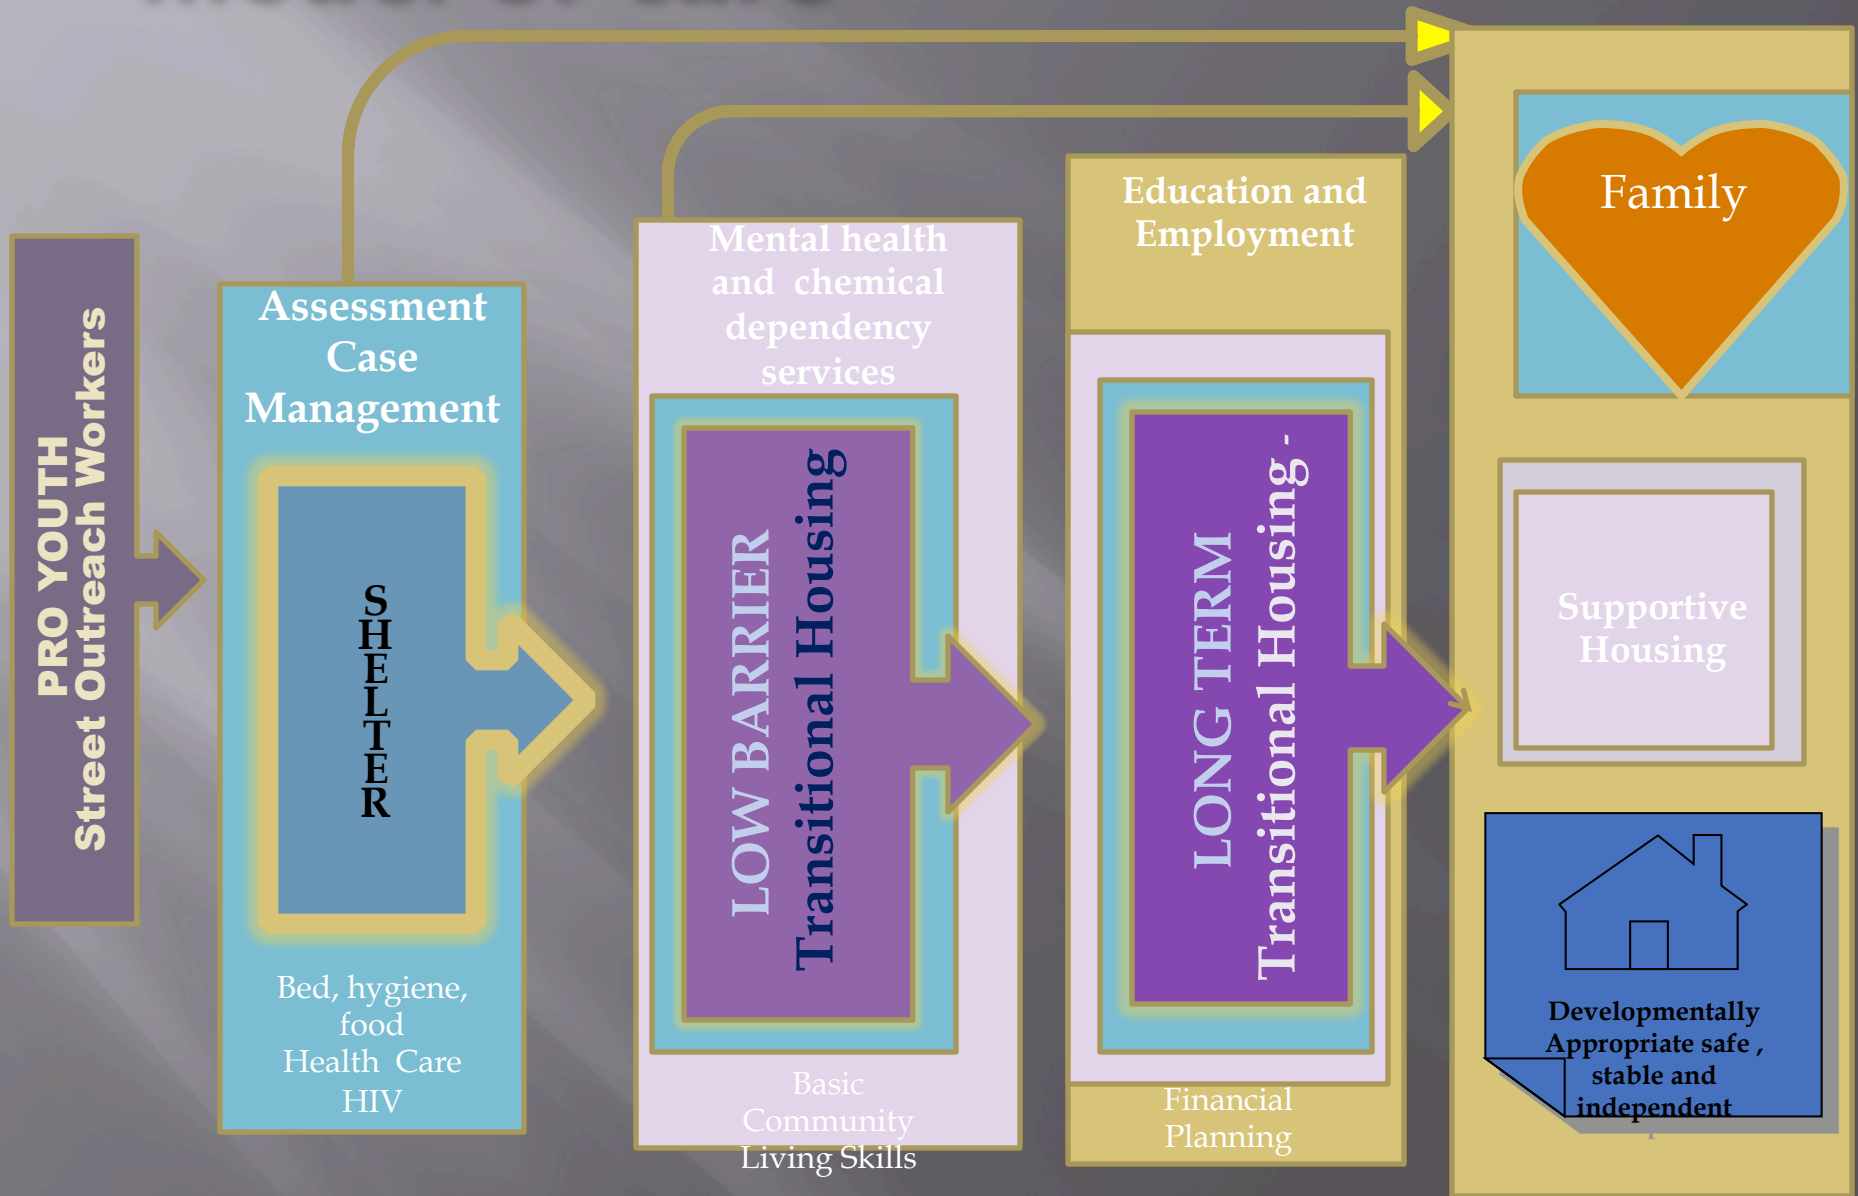 PRO YOUTH
Street Outreach Workers
Assessment
Case
Management
SHELTER
Bed, hygiene,
food
Health Care
HIV
Mental health
and chemical
dependency
services
LOW BARRIER
Transitional Housing
Basic
Community
Living Skills
Education and
Employment
LONG TERM
Transitional Housing -
Financial
Planning
Family
Supportive
Housing
Developmentally
Appropriate safe ,
stable and
independent